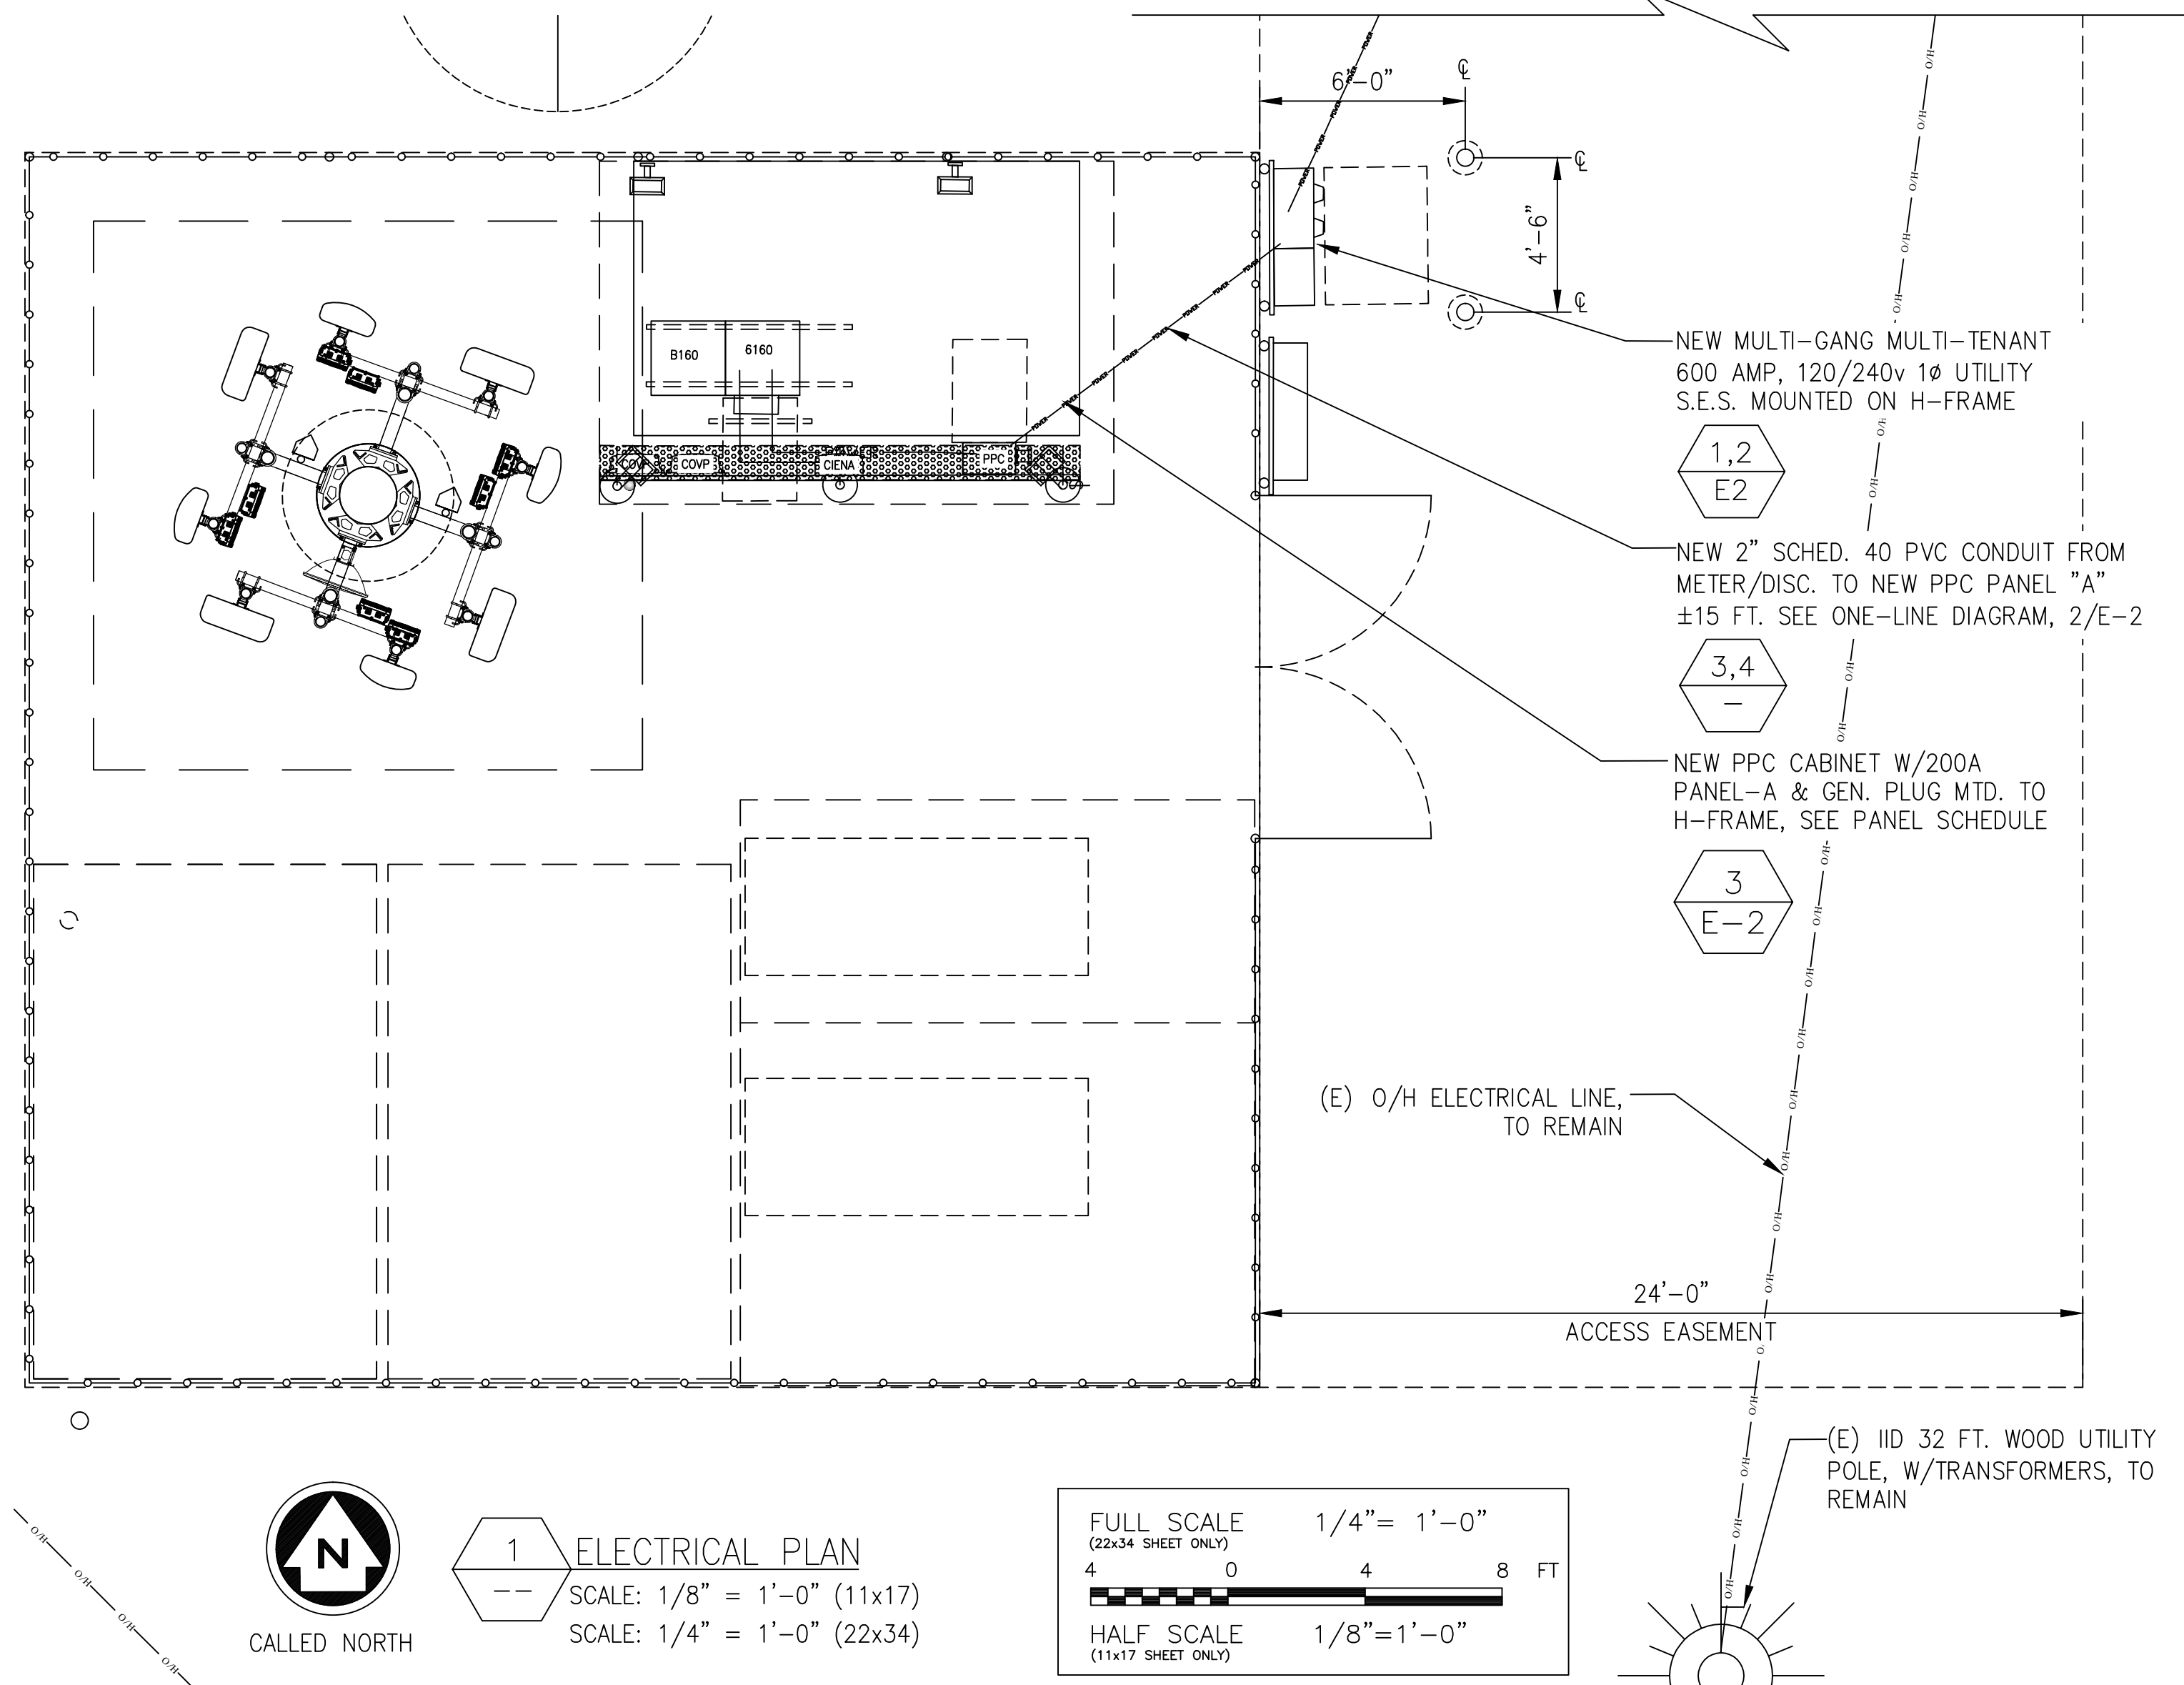 6'-0"
℄
℄
4'-6"
℄
B160
6160
COVP
CIENA
PPC
POWER
NEW MULTI-GANG MULTI-TENANT
600 AMP, 120/240v 1ø UTILITY
S.E.S. MOUNTED ON H-FRAME
1,2
E2
NEW 2" SCHED. 40 PVC CONDUIT FROM
METER/DISC. TO NEW PPC PANEL "A"
±15 FT. SEE ONE-LINE DIAGRAM, 2/E-2
3,4
-
NEW PPC CABINET W/200A
PANEL-A & GEN. PLUG MTD. TO
H-FRAME, SEE PANEL SCHEDULE
3
E-2
O/H
(E) O/H ELECTRICAL LINE,
TO REMAIN
24'-0"
ACCESS EASEMENT
(E) IID 32 FT. WOOD UTILITY
POLE, W/TRANSFORMERS, TO
REMAIN
O/H
O/H
O/H
O/H
N
CALLED NORTH
1
--
ELECTRICAL PLAN
SCALE: 1/8" = 1'-0" (11x17)
SCALE: 1/4" = 1'-0" (22x34)
FULL SCALE 1/4"= 1'-0"
(22x34 SHEET ONLY)
4 0 4 8 FT
HALF SCALE 1/8"=1'-0"
(11x17 SHEET ONLY)